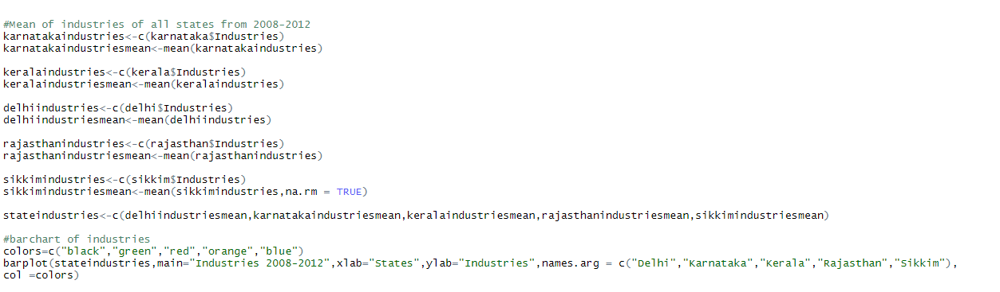 #Mean of industries of all states from 2008-2012
karnatakaindustries<-c(karnataka$Industries)
karnatakaindustriesmean<-mean(karnatakaindustries)
keralaindustries<-c(kerala$Industries)
keralaindustriesmean<-mean(keralaindustries)
delhiindustries<-c(delhi$Industries)
delhiindustriesmean<-mean(delhiindustries)
rajasthanindustries<-c(rajasthan$Industries)
rajasthanindustriesmean<-mean(rajasthanindustries)
sikkimindustries<-c(sikkim$Industries)
sikkimindustriesmean<-mean(sikkimindustries,na.rm = TRUE)
stateindustries<-c(delhiindustriesmean,karnatakaindustriesmean,keralaindustriesmean,rajasthanindustriesmean,sikkimindustriesmean)
#barchart of industries
colors=c("black","green","red","orange","blue")
barplot(stateindustries,main="Industries 2008-2012",xlab="States",ylab="Industries",names.arg = c("Delhi","Karnataka","Kerala","Rajasthan","Sikkim"),
col =colors)